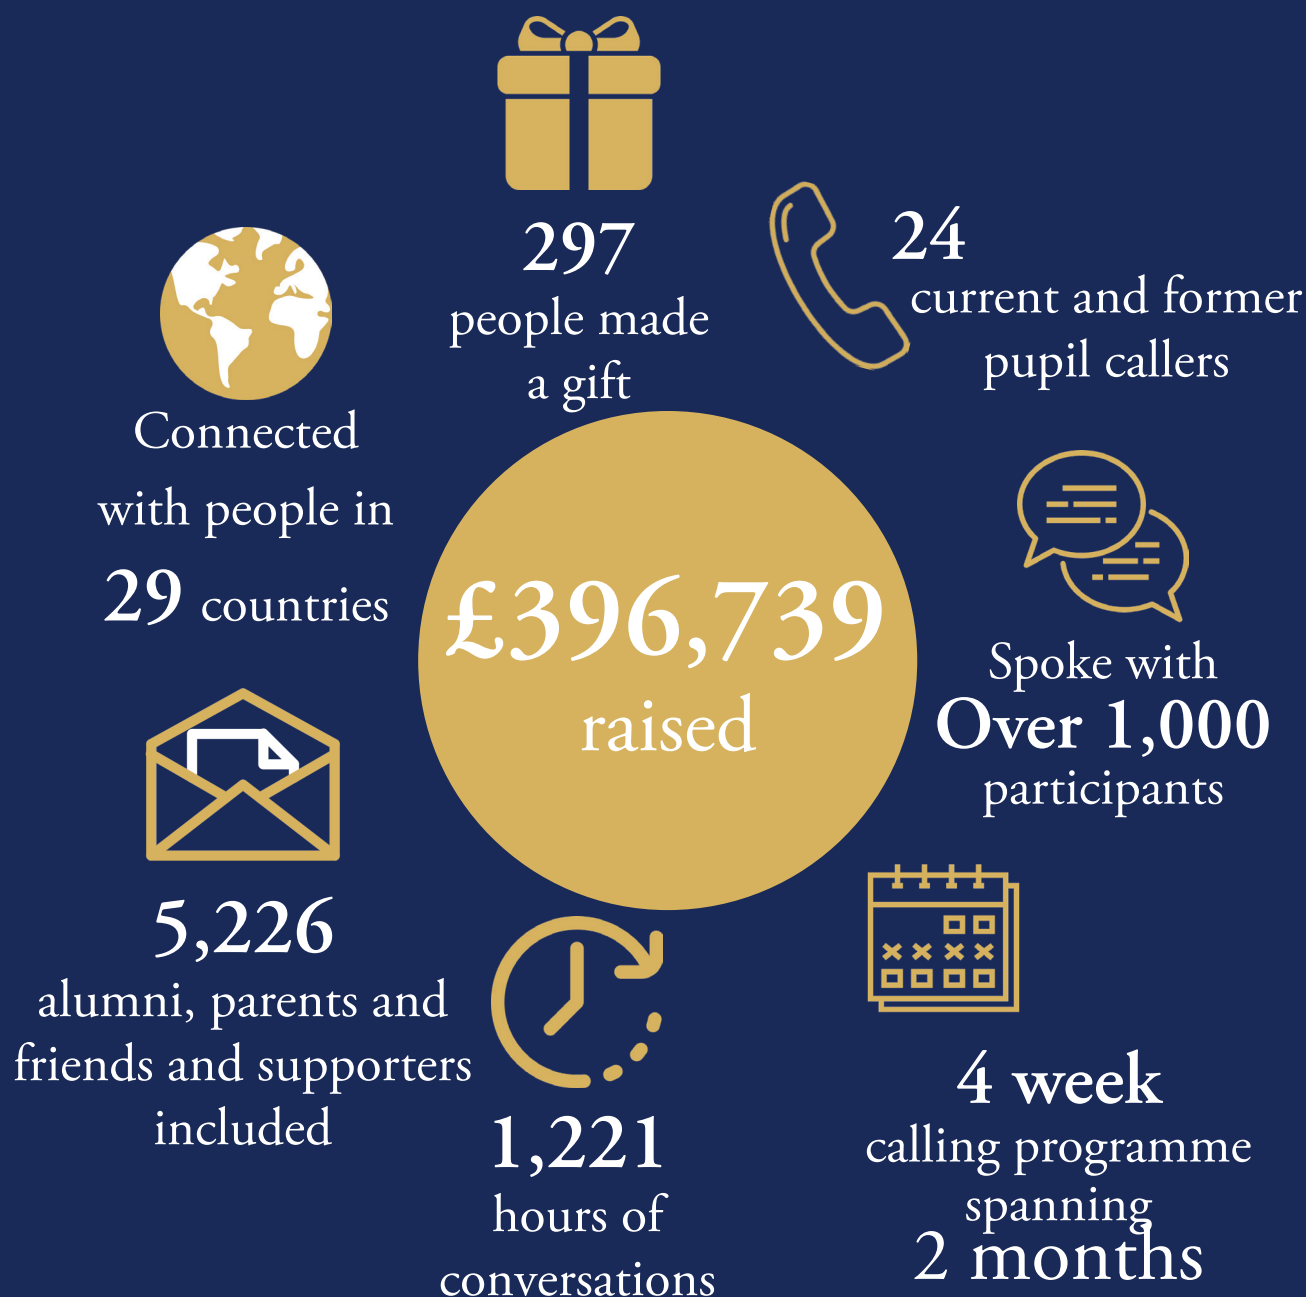 297
people made
a gift
24
current and former
pupil callers
Connected
with people in
29 countries
£396,739
raised
Spoke with
Over 1,000
participants
5,226
alumni, parents and
friends and supporters
included
1,221
hours of
conversations
4 week
calling programme
spanning
2 months